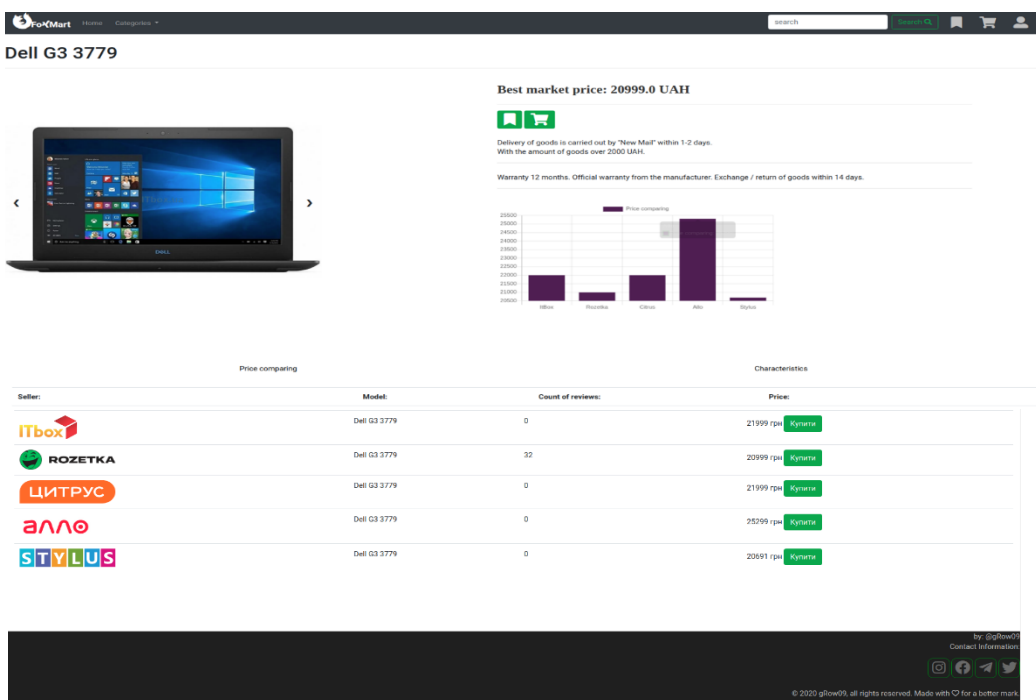 FoxMart Home Categories search Search
Dell G3 3779
Best market price: 20999.0 UAH
Delivery of goods is carried out by "New Mail" within 1-2 days.
With the amount of goods over 2000 UAH.
Warranty 12 months. Official warranty from the manufacturer. Exchange / return of goods within 14 days.
DELL
Price comparing
25500
25000
24500
24000
23500
23000
22500
22000
21500
21000
20500
Itbox Rozetka Citrus Allo Stylus
Price comparing Characteristics
Seller: Model: Count of reviews: Price:
ITbox Dell G3 3779 0 21999 грн Купити
ROZETKA Dell G3 3779 32 20999 грн Купити
ЦИТРУС Dell G3 3779 0 21999 грн Купити
алло Dell G3 3779 0 25299 грн Купити
STYLUS Dell G3 3779 0 20691 грн Купити
by: @gRow09
Contact Information:
© 2020 gRow09, all rights reserved. Made with ♡ for a better mark